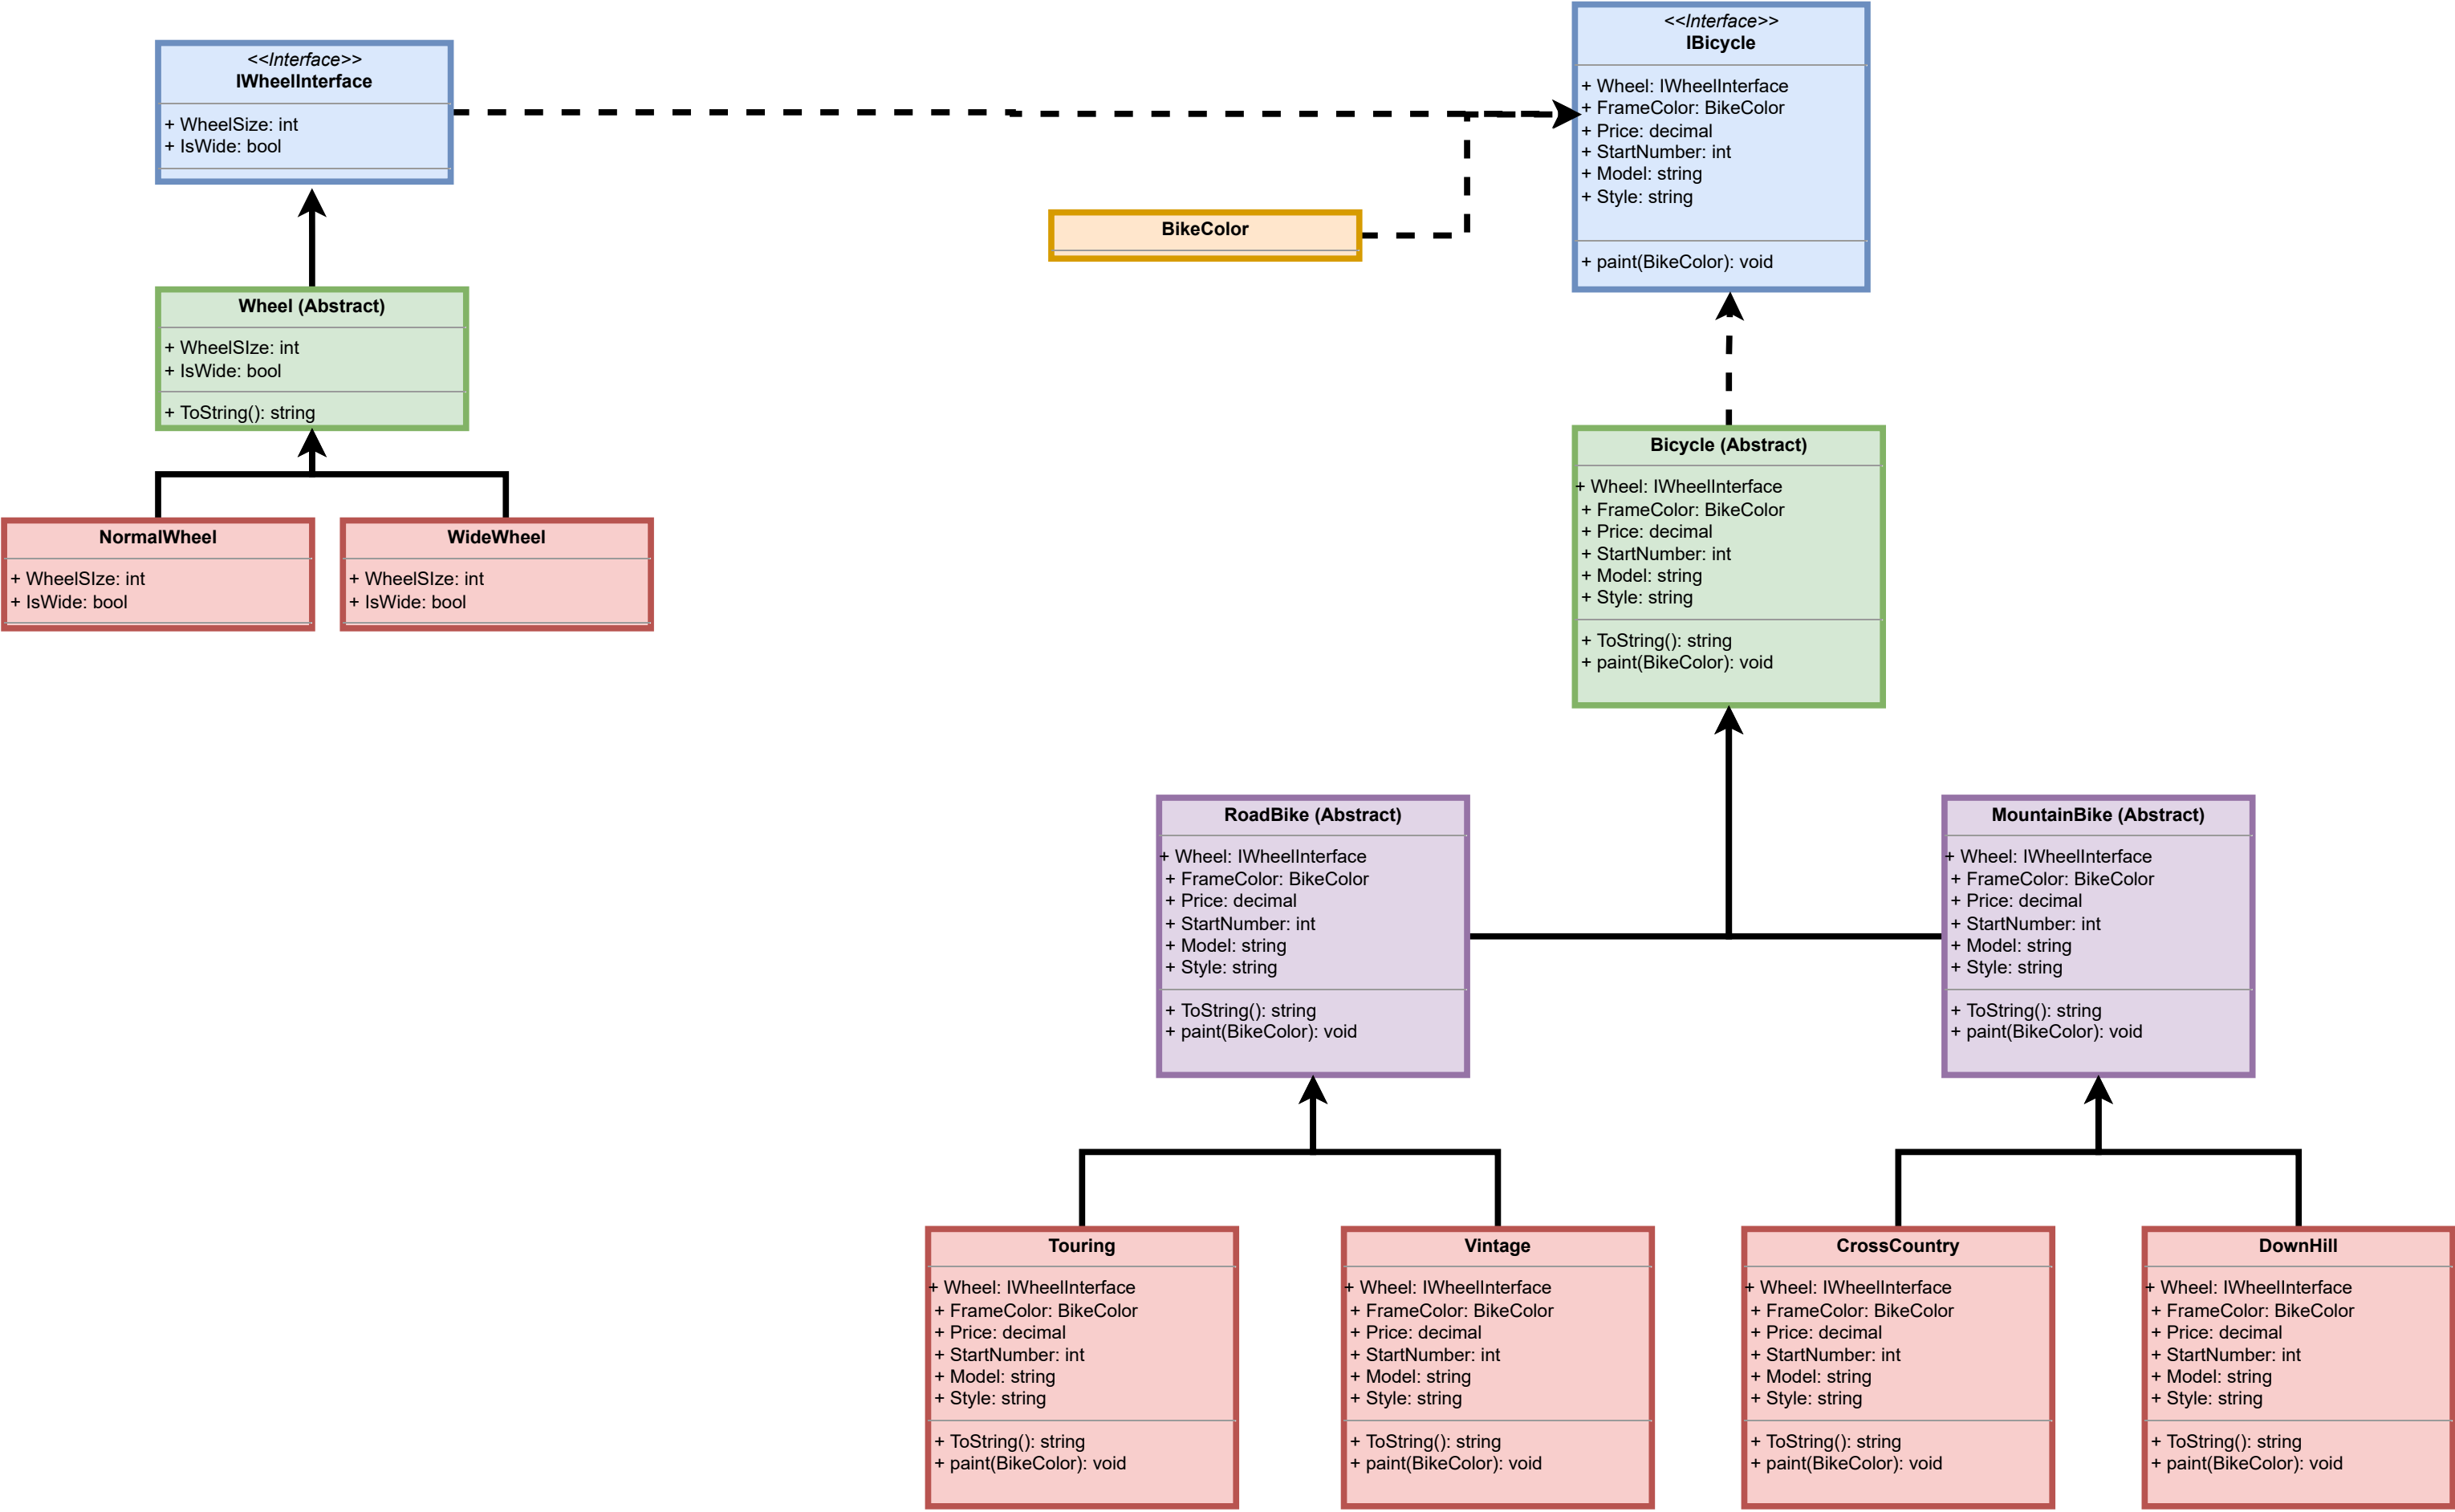 <<Interface>>
IWheelInterface
+ WheelSize: int
+ IsWide: bool
<<Interface>>
IBicycle
+ Wheel: IWheelInterface
+ FrameColor: BikeColor
+ Price: decimal
+ StartNumber: int
+ Model: string
+ Style: string
+ paint(BikeColor): void
BikeColor
Wheel (Abstract)
+ WheelSIze: int
+ IsWide: bool
+ ToString(): string
NormalWheel
+ WheelSIze: int
+ IsWide: bool
WideWheel
+ WheelSIze: int
+ IsWide: bool
Bicycle (Abstract)
+ Wheel: IWheelInterface
+ FrameColor: BikeColor
+ Price: decimal
+ StartNumber: int
+ Model: string
+ Style: string
+ ToString(): string
+ paint(BikeColor): void
RoadBike (Abstract)
+ Wheel: IWheelInterface
+ FrameColor: BikeColor
+ Price: decimal
+ StartNumber: int
+ Model: string
+ Style: string
+ ToString(): string
+ paint(BikeColor): void
MountainBike (Abstract)
+ Wheel: IWheelInterface
+ FrameColor: BikeColor
+ Price: decimal
+ StartNumber: int
+ Model: string
+ Style: string
+ ToString(): string
+ paint(BikeColor): void
Touring
+ Wheel: IWheelInterface
+ FrameColor: BikeColor
+ Price: decimal
+ StartNumber: int
+ Model: string
+ Style: string
+ ToString(): string
+ paint(BikeColor): void
Vintage
+ Wheel: IWheelInterface
+ FrameColor: BikeColor
+ Price: decimal
+ StartNumber: int
+ Model: string
+ Style: string
+ ToString(): string
+ paint(BikeColor): void
CrossCountry
+ Wheel: IWheelInterface
+ FrameColor: BikeColor
+ Price: decimal
+ StartNumber: int
+ Model: string
+ Style: string
+ ToString(): string
+ paint(BikeColor): void
DownHill
+ Wheel: IWheelInterface
+ FrameColor: BikeColor
+ Price: decimal
+ StartNumber: int
+ Model: string
+ Style: string
+ ToString(): string
+ paint(BikeColor): void